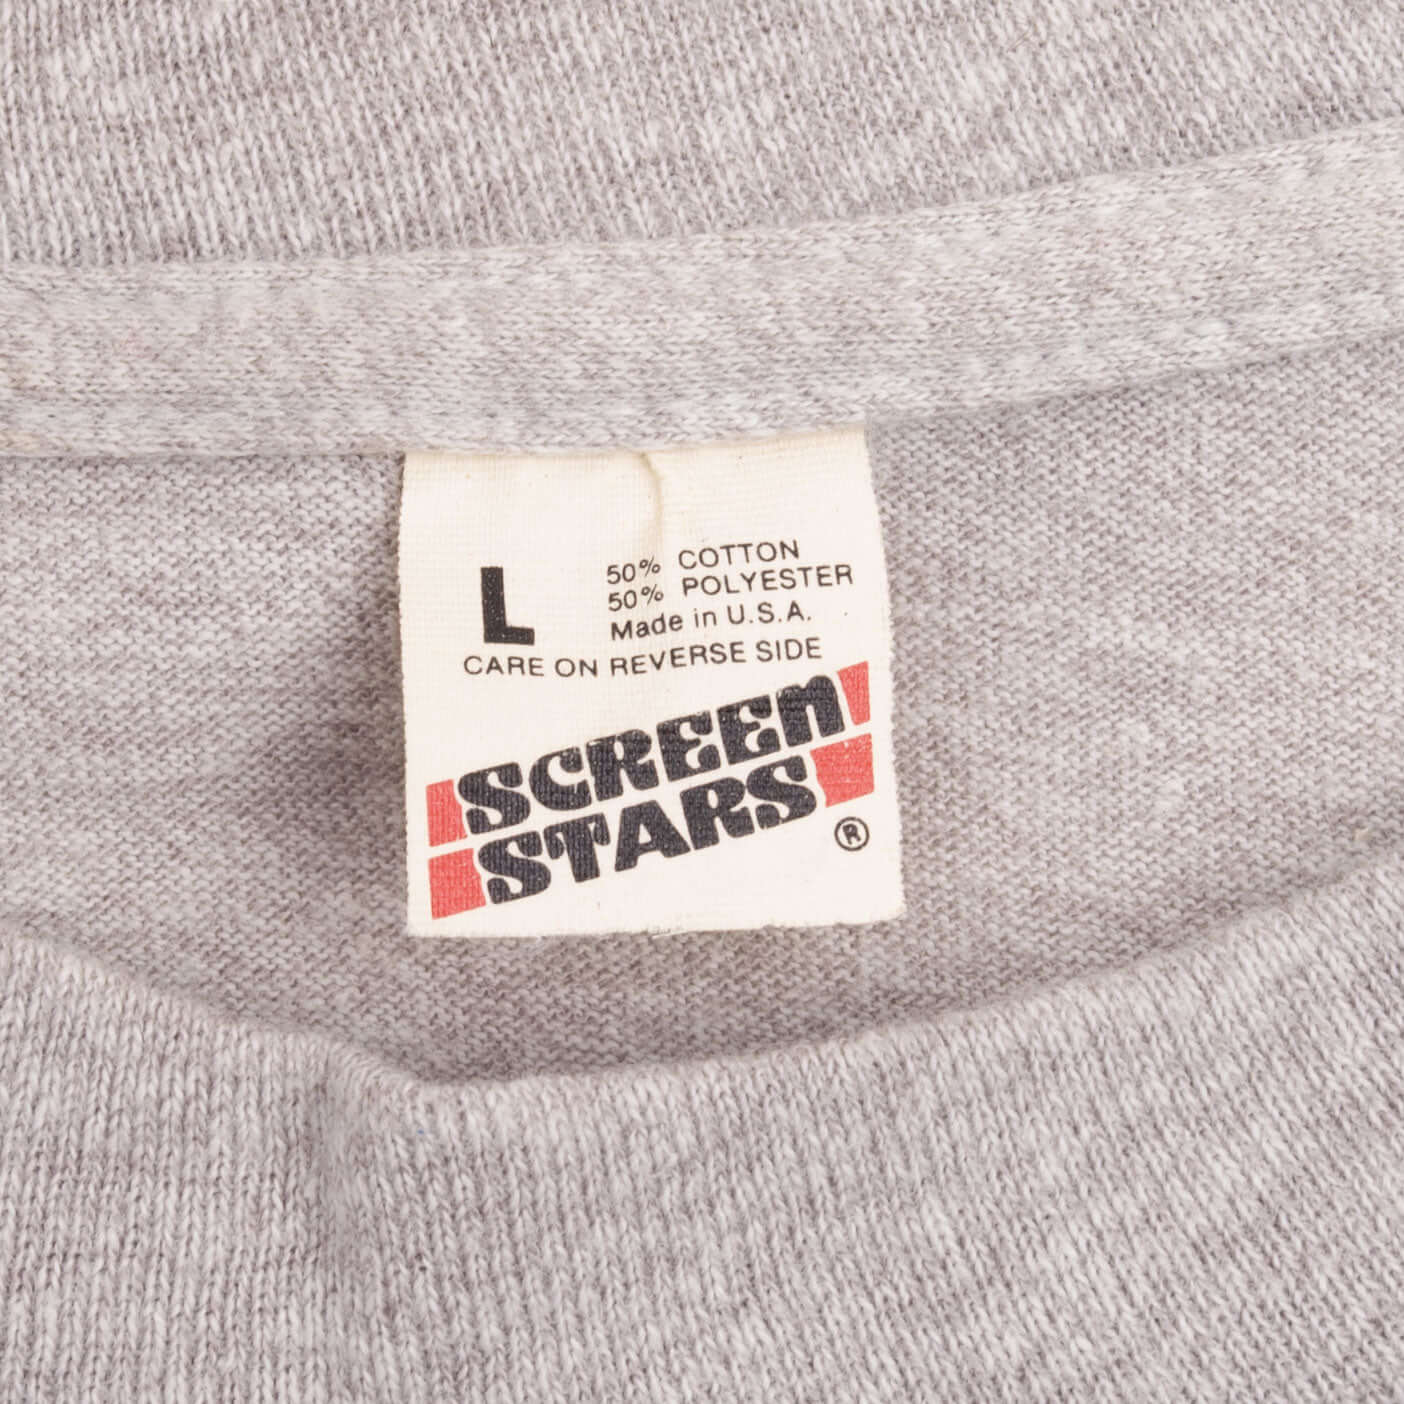 L
50% COTTON
50% POLYESTER
Made in U.S.A.
CARE ON REVERSE SIDE
SCREEN
STARS
®